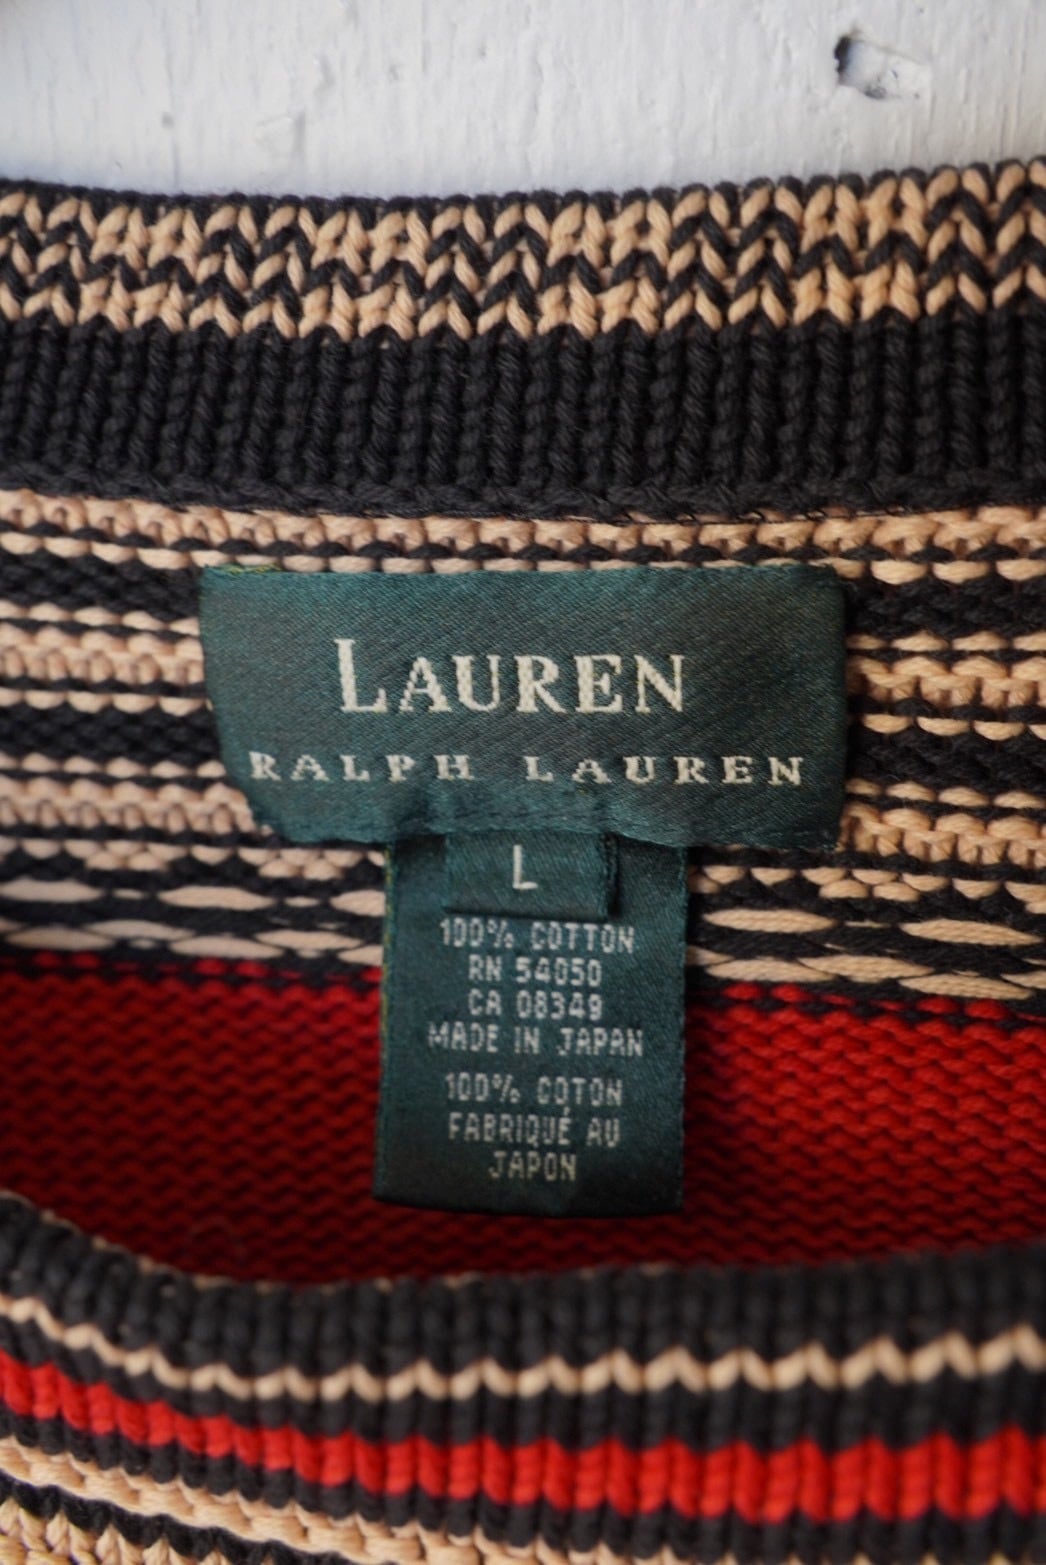 LAUREN
RALPH LAUREN
L
100% COTTON
RN 54050
CA 08349
MADE IN JAPAN
100% COTON
FABRIQUÉ AU
JAPON